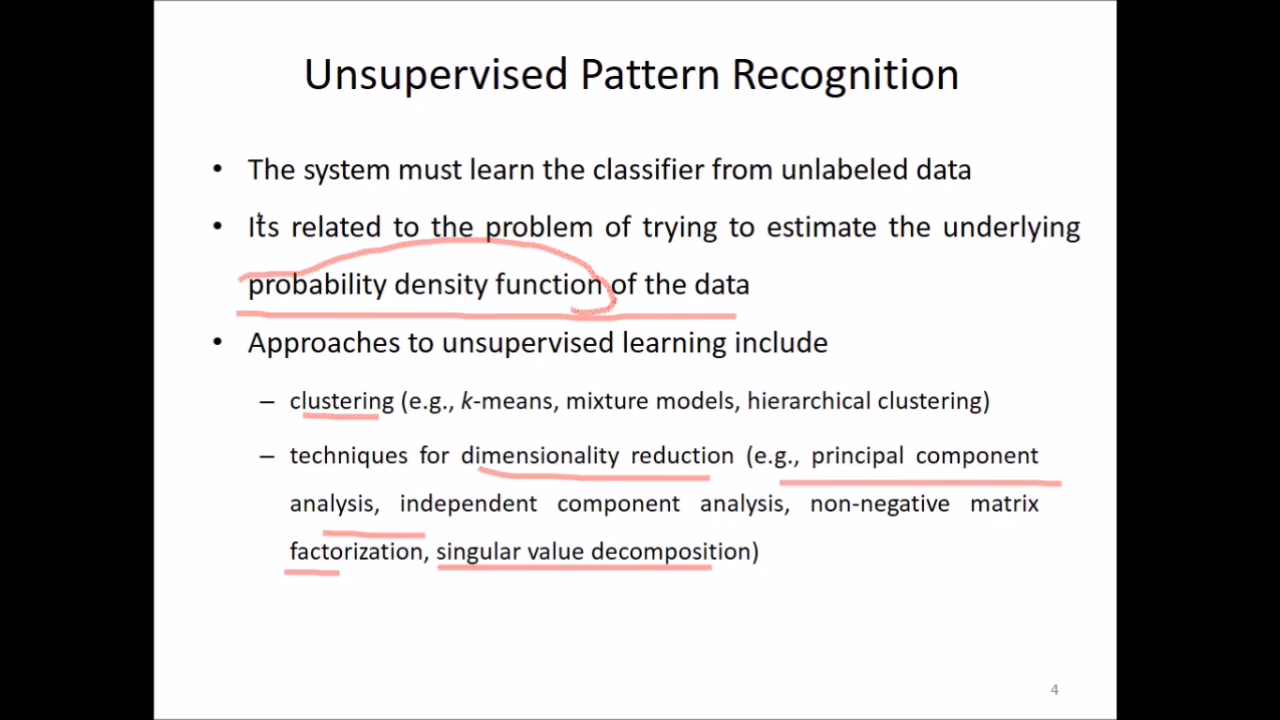 Unsupervised Pattern Recognition
• The system must learn the classifier from unlabeled data
• Its related to the problem of trying to estimate the underlying
probability density function of the data
• Approaches to unsupervised learning include
– clustering (e.g., k-means, mixture models, hierarchical clustering)
– techniques for dimensionality reduction (e.g., principal component
analysis, independent component analysis, non-negative matrix
factorization, singular value decomposition)
4